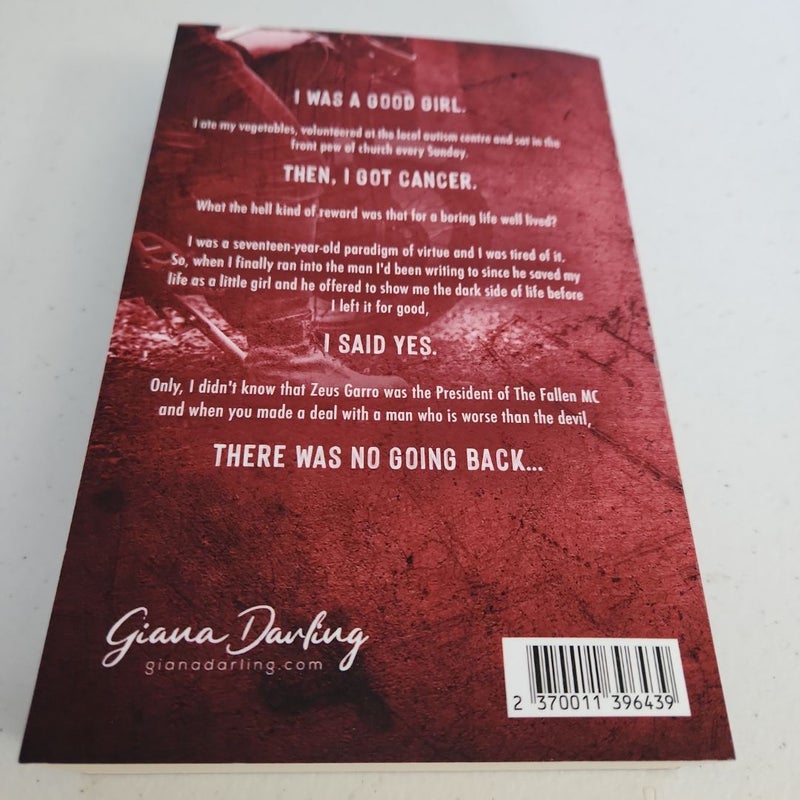 I WAS A GOOD GIRL.
I ate my vegetables, volunteered at the local autism centre and sat in the
front pew of church every Sunday.
THEN, I GOT CANCER.
What the hell kind of reward was that for a boring life well lived?
I was a seventeen-year-old paradigm of virtue and I was tired of it.
So, when I finally ran into the man I'd been writing to since he saved my
life as a little girl and he offered to show me the dark side of life before
I left it for good,
I SAID YES.
Only, I didn't know that Zeus Garro was the President of The Fallen MC
and when you made a deal with a man who is worse than the devil,
THERE WAS NO GOING BACK...
Giana Darling
gianadarling.com
2 370011 396439